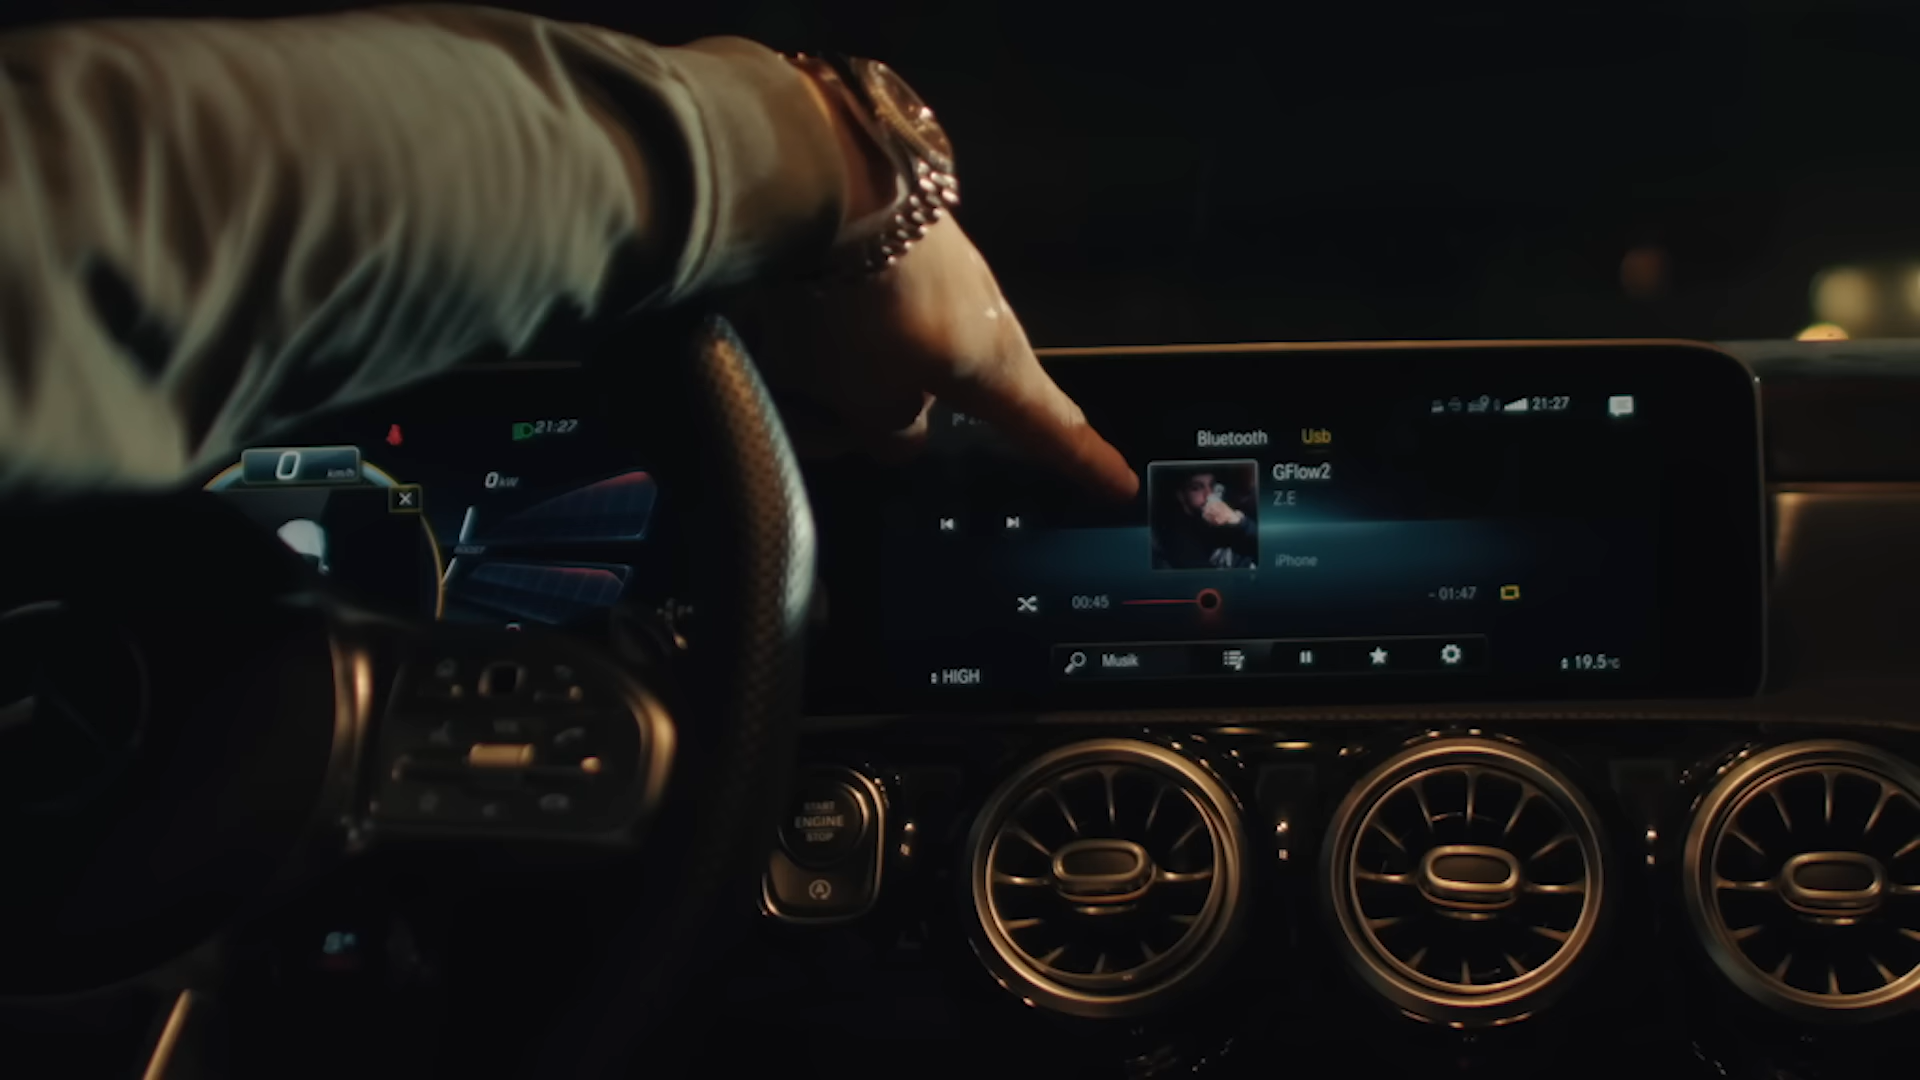 21:27
0 km/h
0 kW
BOOST
21:27
Bluetooth Usb
GFlow2
Z.E
iPhone
00:45
- 01:47
Musik
HIGH
19.5°C
START
ENGINE
STOP